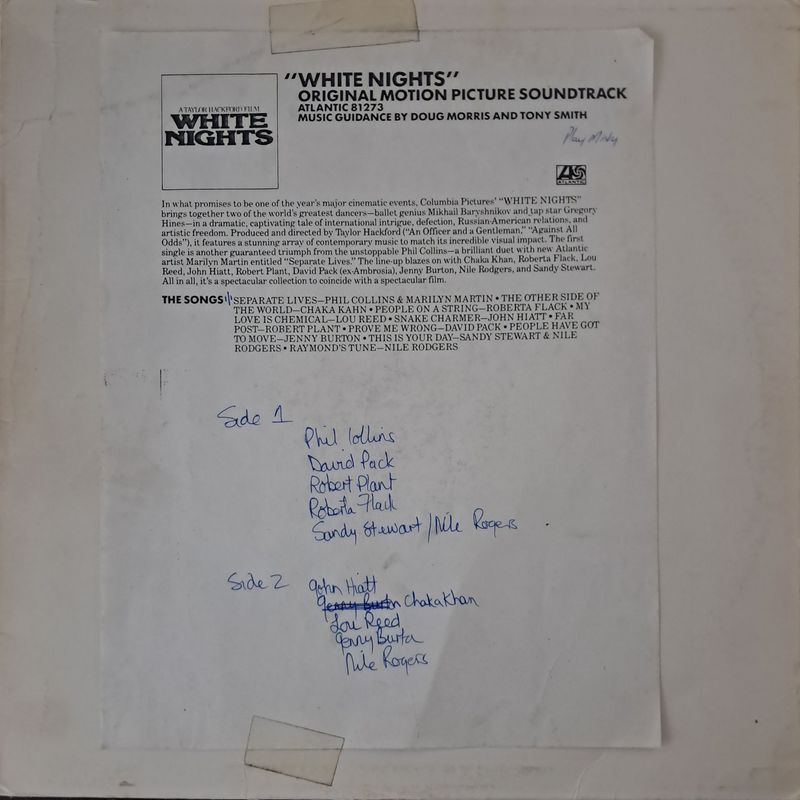 A TAYLOR HACKFORD FILM
WHITE
NIGHTS
"WHITE NIGHTS"
ORIGINAL MOTION PICTURE SOUNDTRACK
ATLANTIC 81273
MUSIC GUIDANCE BY DOUG MORRIS AND TONY SMITH
Play
ATLANTIC
In what promises to be one of the year's major cinematic events, Columbia Pictures' "WHITE NIGHTS"
brings together two of the world's greatest dancers—ballet genius Mikhail Baryshnikov and tap star Gregory
Hines—in a dramatic, captivating tale of international intrigue, defection, Russian-American relations, and
artistic freedom. Produced and directed by Taylor Hackford ("An Officer and a Gentleman," "Against All
Odds"), it features a stunning array of contemporary music to match its incredible visual impact. The first
single is another guaranteed triumph from the unstoppable Phil Collins—a brilliant duet with new Atlantic
artist Marilyn Martin entitled "Separate Lives." The line-up blazes on with Chaka Khan, Roberta Flack, Lou
Reed, John Hiatt, Robert Plant, David Pack (ex-Ambrosia), Jenny Burton, Nile Rodgers, and Sandy Stewart.
All in all, it's a spectacular collection to coincide with a spectacular film.
THE SONGS SEPARATE LIVES—PHIL COLLINS & MARILYN MARTIN • THE OTHER SIDE OF
THE WORLD—CHAKA KAHN • PEOPLE ON A STRING—ROBERTA FLACK • MY
LOVE IS CHEMICAL—LOU REED • SNAKE CHARMER—JOHN HIATT • FAR
POST—ROBERT PLANT • PROVE ME WRONG—DAVID PACK • PEOPLE HAVE GOT
TO MOVE—JENNY BURTON • THIS IS YOUR DAY—SANDY STEWART & NILE
RODGERS • RAYMOND'S TUNE—NILE RODGERS
Side 1
Phil Collins
David Pack
Robert Plant
Roberta Flack
Sandy Stewart / Nile Rogers
Side 2 John Hiatt
Jenny Burton Chaka Khan
Lou Reed
Jenny Burton
Nile Rogers